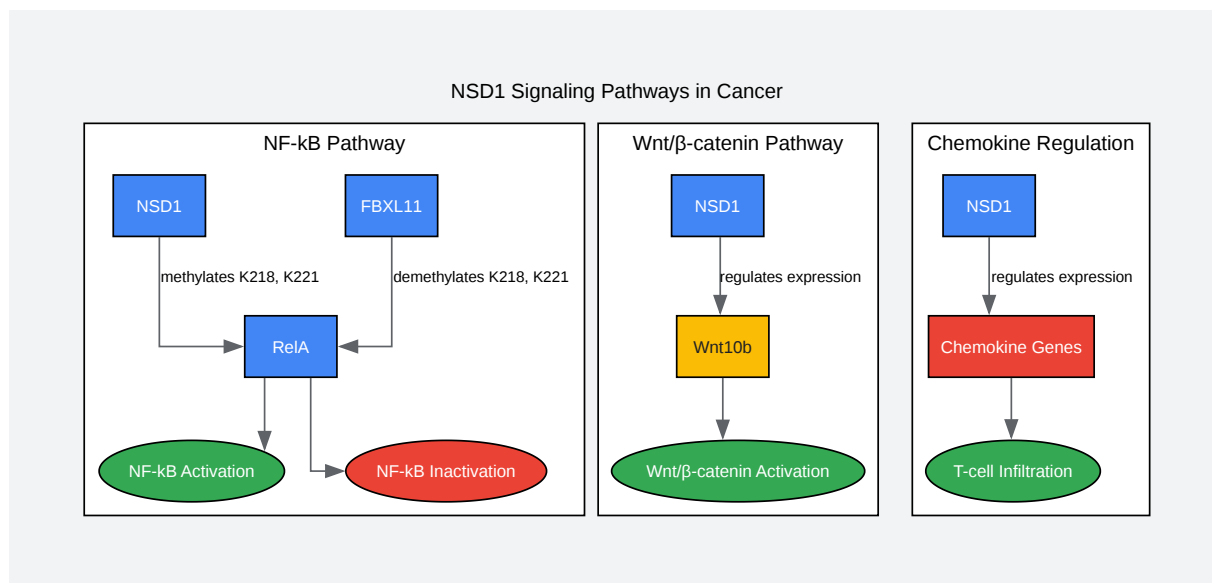 NSD1 Signaling Pathways in Cancer
NF-kB Pathway
NSD1
FBXL11
methylates K218, K221
demethylates K218, K221
RelA
NF-kB Activation
NF-kB Inactivation
Wnt/β-catenin Pathway
NSD1
regulates expression
Wnt10b
Wnt/β-catenin Activation
Chemokine Regulation
NSD1
regulates expression
Chemokine Genes
T-cell Infiltration